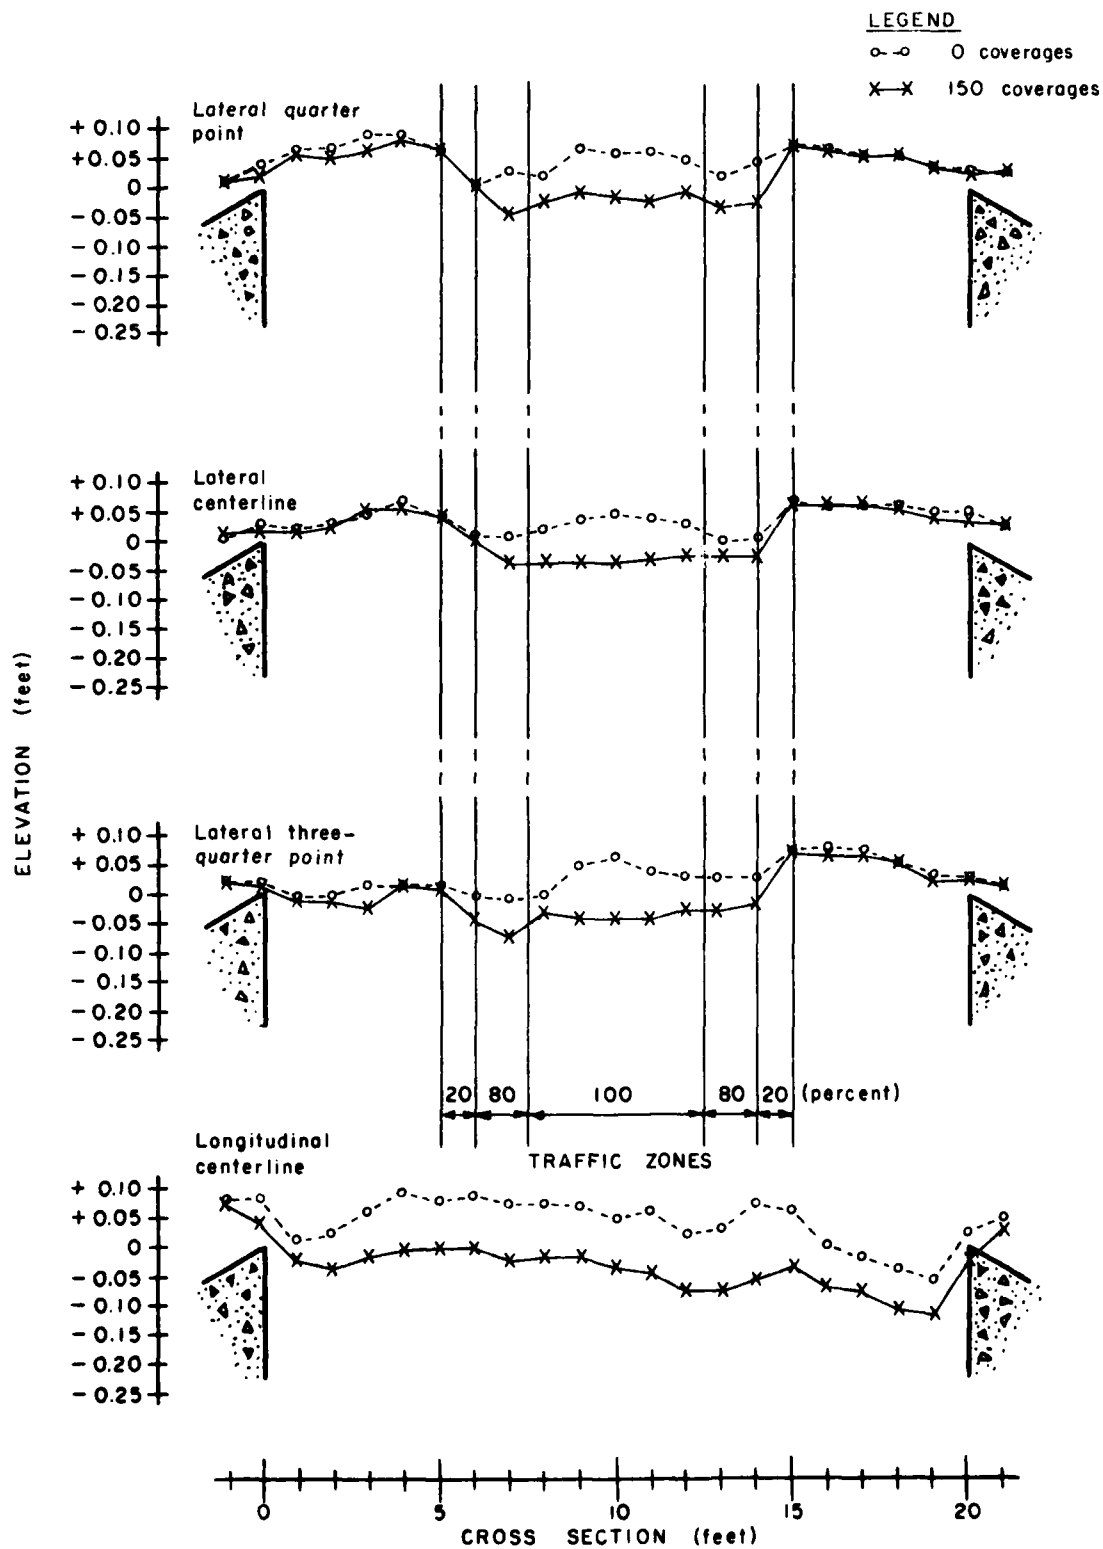 LEGEND
0 coverages
150 coverages
Lateral quarter
point
+ 0.10
+0.05
0
- 0.05
- 0.10
- 0.15
- 0.20
- 0.25
Lateral
centerline
+ 0.10
+ 0.05
0
- 0.05
- 0.10
- 0.15
- 0.20
- 0.25
ELEVATION (feet)
Lateral three-
quarter point
+ 0.10
+ 0.05
0
- 0.05
- 0.10
- 0.15
- 0.20
- 0.25
20 80 100 80 20 (percent)
TRAFFIC ZONES
Longitudinal
centerline
+ 0.10
+ 0.05
0
- 0.05
- 0.10
- 0.15
- 0.20
- 0.25
0 5 10 15 20
CROSS SECTION (feet)